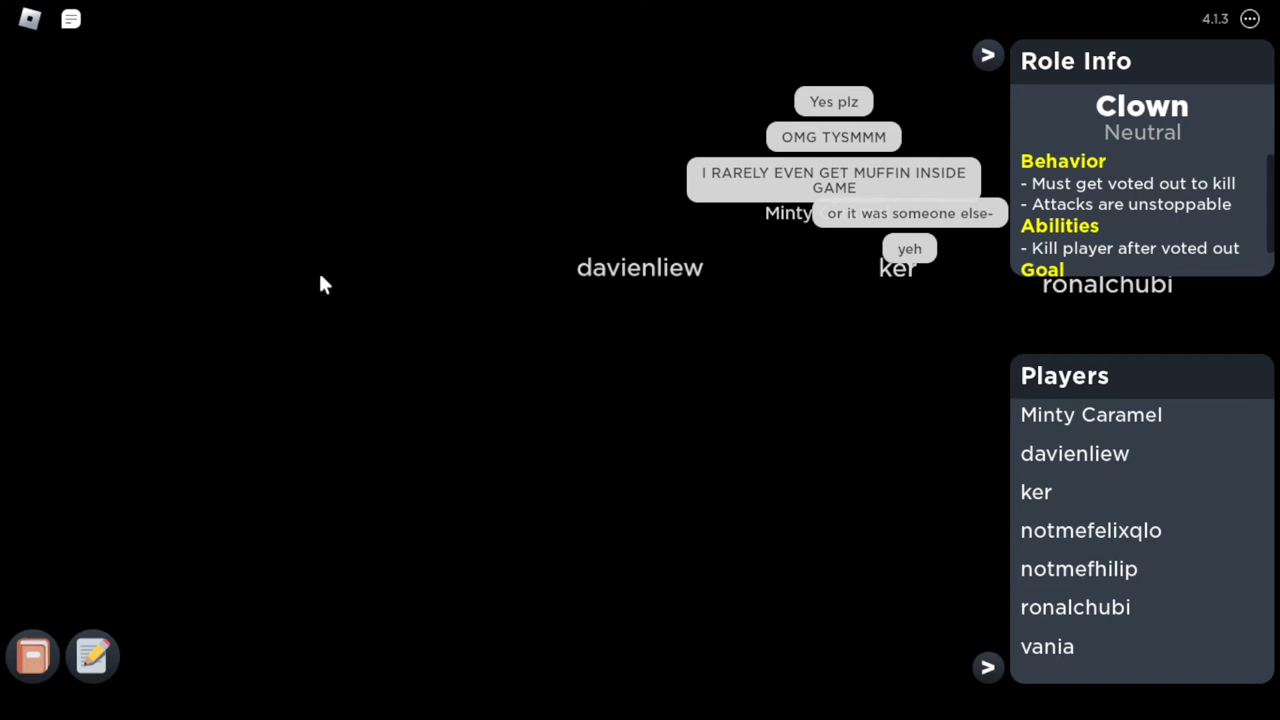 4.1.3
>
Role Info
Clown
Neutral
Behavior
- Must get voted out to kill
- Attacks are unstoppable
Abilities
- Kill player after voted out
Goal
Yes plz
OMG TYSMMM
I RARELY EVEN GET MUFFIN INSIDE
GAME
Minty
or it was someone else-
yeh
davienliew
ker
ronalchubi
Players
Minty Caramel
davienliew
ker
notmefelixqlo
notmefhilip
ronalchubi
vania
>